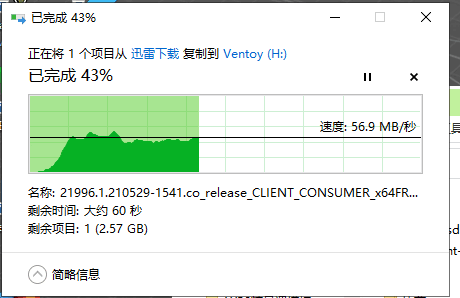 已完成 43%
正在将 1 个项目从 迅雷下载 复制到 Ventoy (H:)
已完成 43%
速度: 56.9 MB/秒
名称: 21996.1.210529-1541.co_release_CLIENT_CONSUMER_x64FR...
剩余时间: 大约 60 秒
剩余项目: 1 (2.57 GB)
简略信息